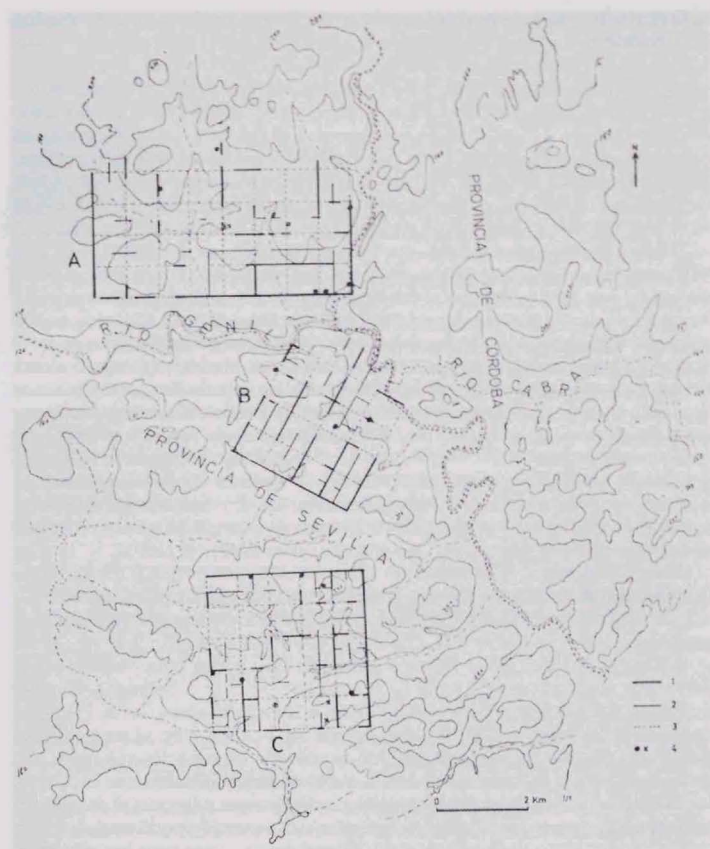 N
PROVINCIA DE CORDOBA
A
RIO GENIL
RIO CABRA
B
PROVINCIA DE SEVILLA
C
1
2
3
4
0 2 Km